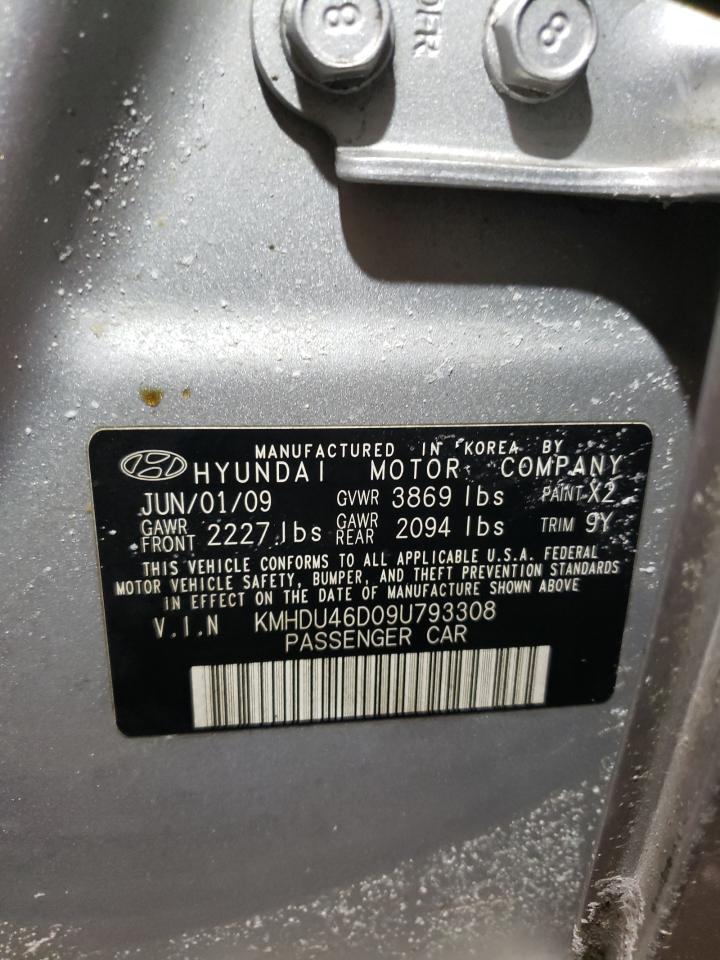 8
8
MANUFACTURED IN KOREA BY
HYUNDAI MOTOR COMPANY
JUN/01/09 GVWR 3869 lbs PAINT X2
GAWR FRONT 2227 lbs GAWR REAR 2094 lbs TRIM 9Y
THIS VEHICLE CONFORMS TO ALL APPLICABLE U.S.A. FEDERAL
MOTOR VEHICLE SAFETY, BUMPER, AND THEFT PREVENTION STANDARDS
IN EFFECT ON THE DATE OF MANUFACTURE SHOWN ABOVE
V.I.N KMHDU46D09U793308
PASSENGER CAR